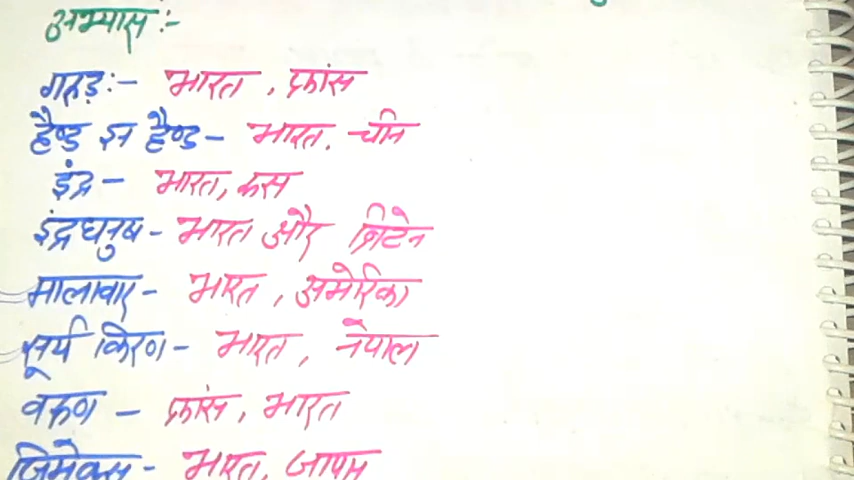 अभ्यास :-
गरुड़ :- भारत , फ्रांस
हैण्ड इन हैण्ड - भारत, चीन
इंद्र - भारत, रूस
इंद्रधनुष - भारत और ब्रिटेन
मालाबार - भारत , अमेरिका
सूर्य किरण - भारत , नेपाल
वरुण - फ्रांस, भारत
जिमेक्स - भारत, जापान